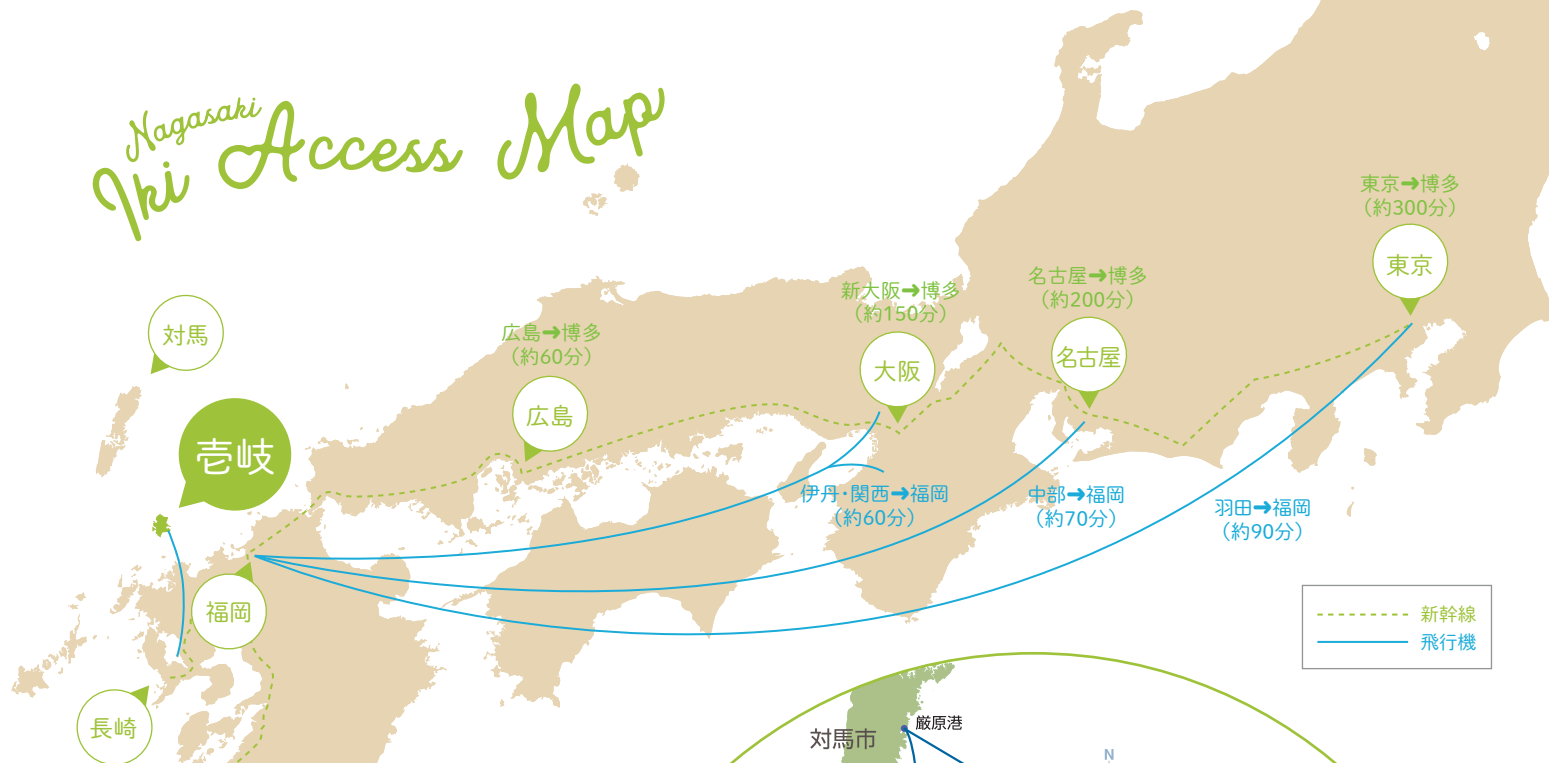 Nagasaki
Iki Access Map
東京➜博多
（約300分）
東京
名古屋➜博多
（約200分）
名古屋
新大阪➜博多
（約150分）
大阪
広島➜博多
（約60分）
広島
対馬
壱岐
伊丹・関西➜福岡
（約60分）
中部➜福岡
（約70分）
羽田➜福岡
（約90分）
福岡
長崎
新幹線
飛行機
厳原港
対馬市
N